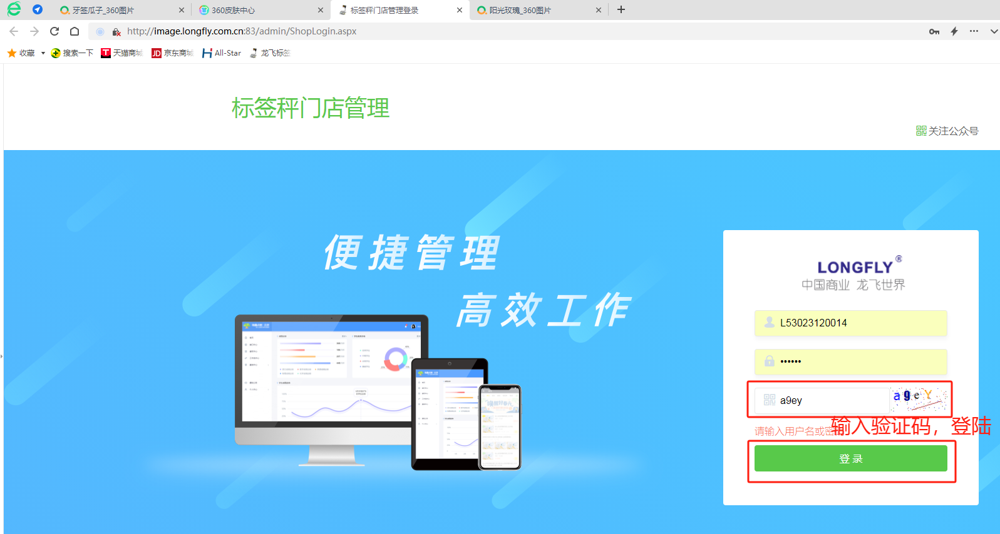 牙签瓜子_360图片
360皮肤中心
标签秤门店管理登录
阳光玫瑰_360图片
http://image.longfly.com.cn:83/admin/ShopLogin.aspx
收藏
搜索一下
天猫商城
京东商城
All-Star
龙飞标签
标签秤门店管理
关注公众号
便捷管理
高效工作
LONGFLY®
中国商业 龙飞世界
L53023120014
••••••
a9ey
a9eY
请输入用户名或密
输入验证码，登陆
登 录